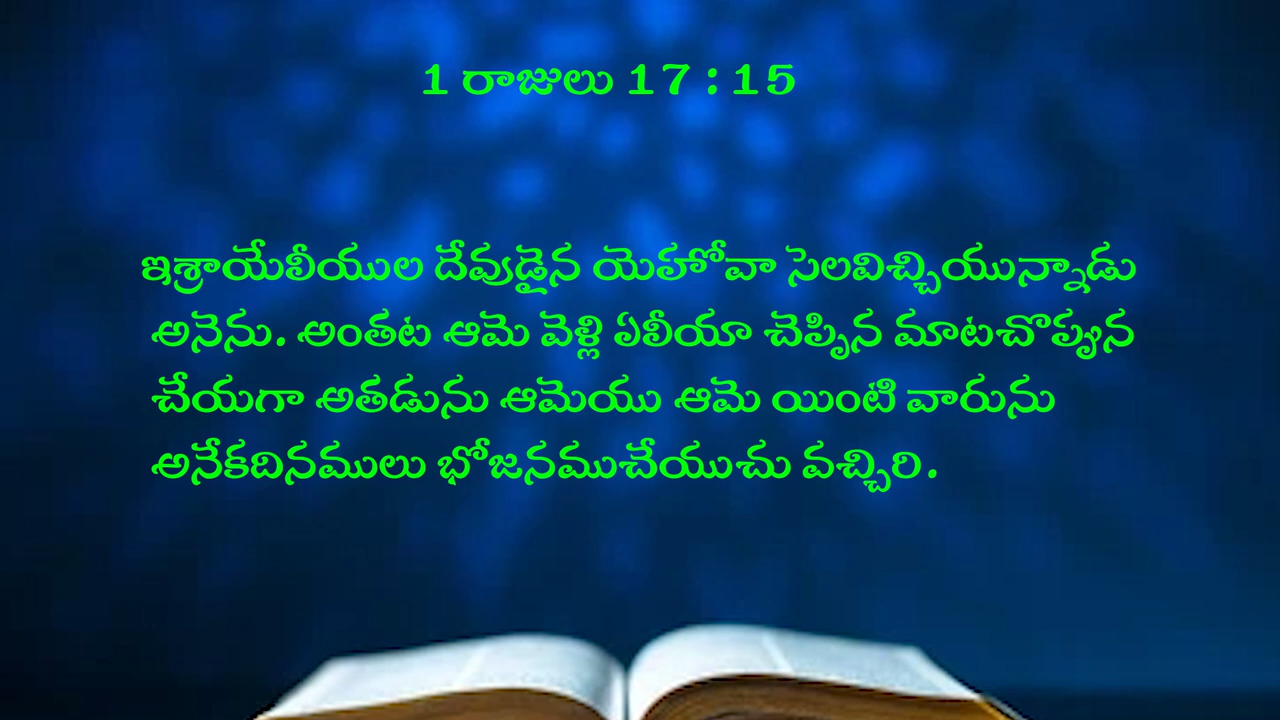 1 రాజులు 17 : 15
ఇశ్రాయేలీయుల దేవుడైన యెహోవా సెలవిచ్చియున్నాడు
అనెను. అంతట ఆమె వెళ్లి ఏలీయా చెప్పిన మాటచొప్పున
చేయగా అతడును ఆమెయు ఆమె యింటి వారును
అనేకదినములు భోజనముచేయుచు వచ్చిరి.